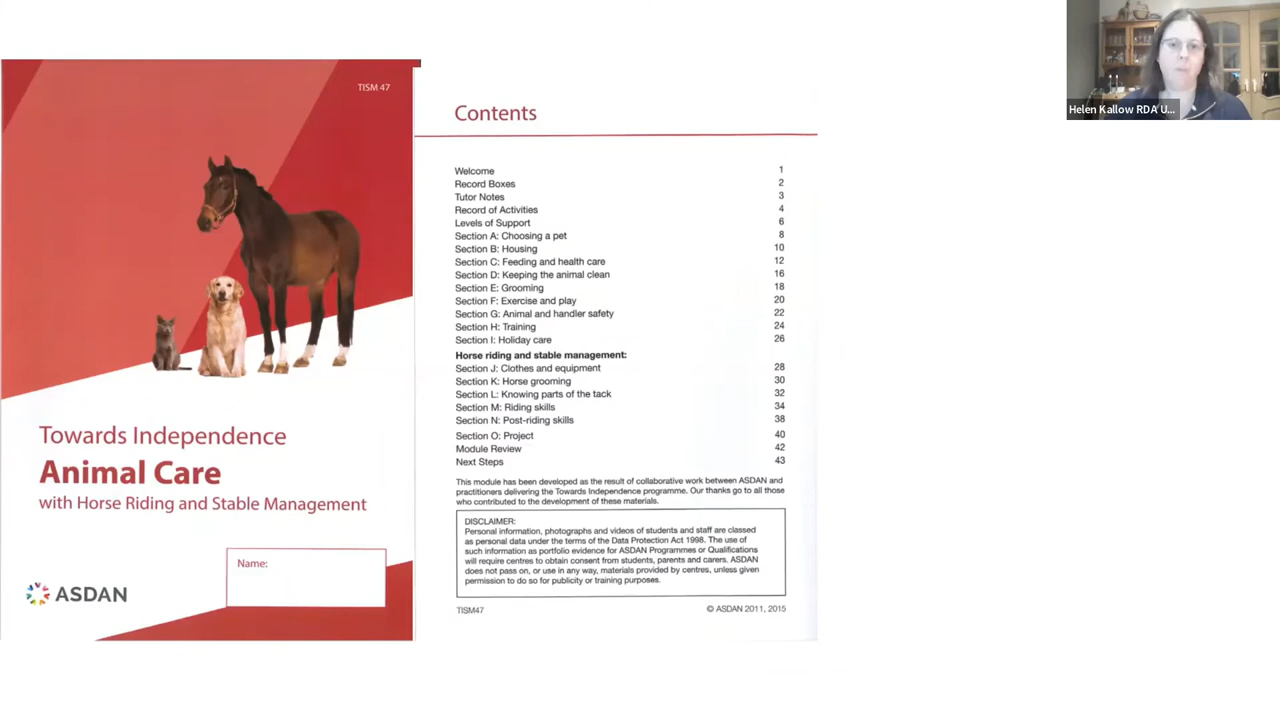 TISM 47
Towards Independence
Animal Care
with Horse Riding and Stable Management
Name:
ASDAN
Contents
Welcome 1
Record Boxes 2
Tutor Notes 3
Record of Activities 4
Levels of Support 6
Section A: Choosing a pet 8
Section B: Housing 10
Section C: Feeding and health care 12
Section D: Keeping the animal clean 16
Section E: Grooming 18
Section F: Exercise and play 20
Section G: Animal and handler safety 22
Section H: Training 24
Section I: Holiday care 26
Horse riding and stable management:
Section J: Clothes and equipment 28
Section K: Horse grooming 30
Section L: Knowing parts of the tack 32
Section M: Riding skills 34
Section N: Post-riding skills 38
Section O: Project 40
Module Review 42
Next Steps 43
This module has been developed as the result of collaborative work between ASDAN and
practitioners delivering the Towards Independence programme. Our thanks go to all those
who contributed to the development of these materials.
DISCLAIMER:
Personal information, photographs and videos of students and staff are classed
as personal data under the terms of the Data Protection Act 1998. The use of
such information as portfolio evidence for ASDAN Programmes or Qualifications
will require centres to obtain consent from students, parents and carers. ASDAN
does not pass on, or use in any way, materials provided by centres, unless given
permission to do so for publicity or training purposes.
TISM47
© ASDAN 2011, 2015
Helen Kallow RDA U...